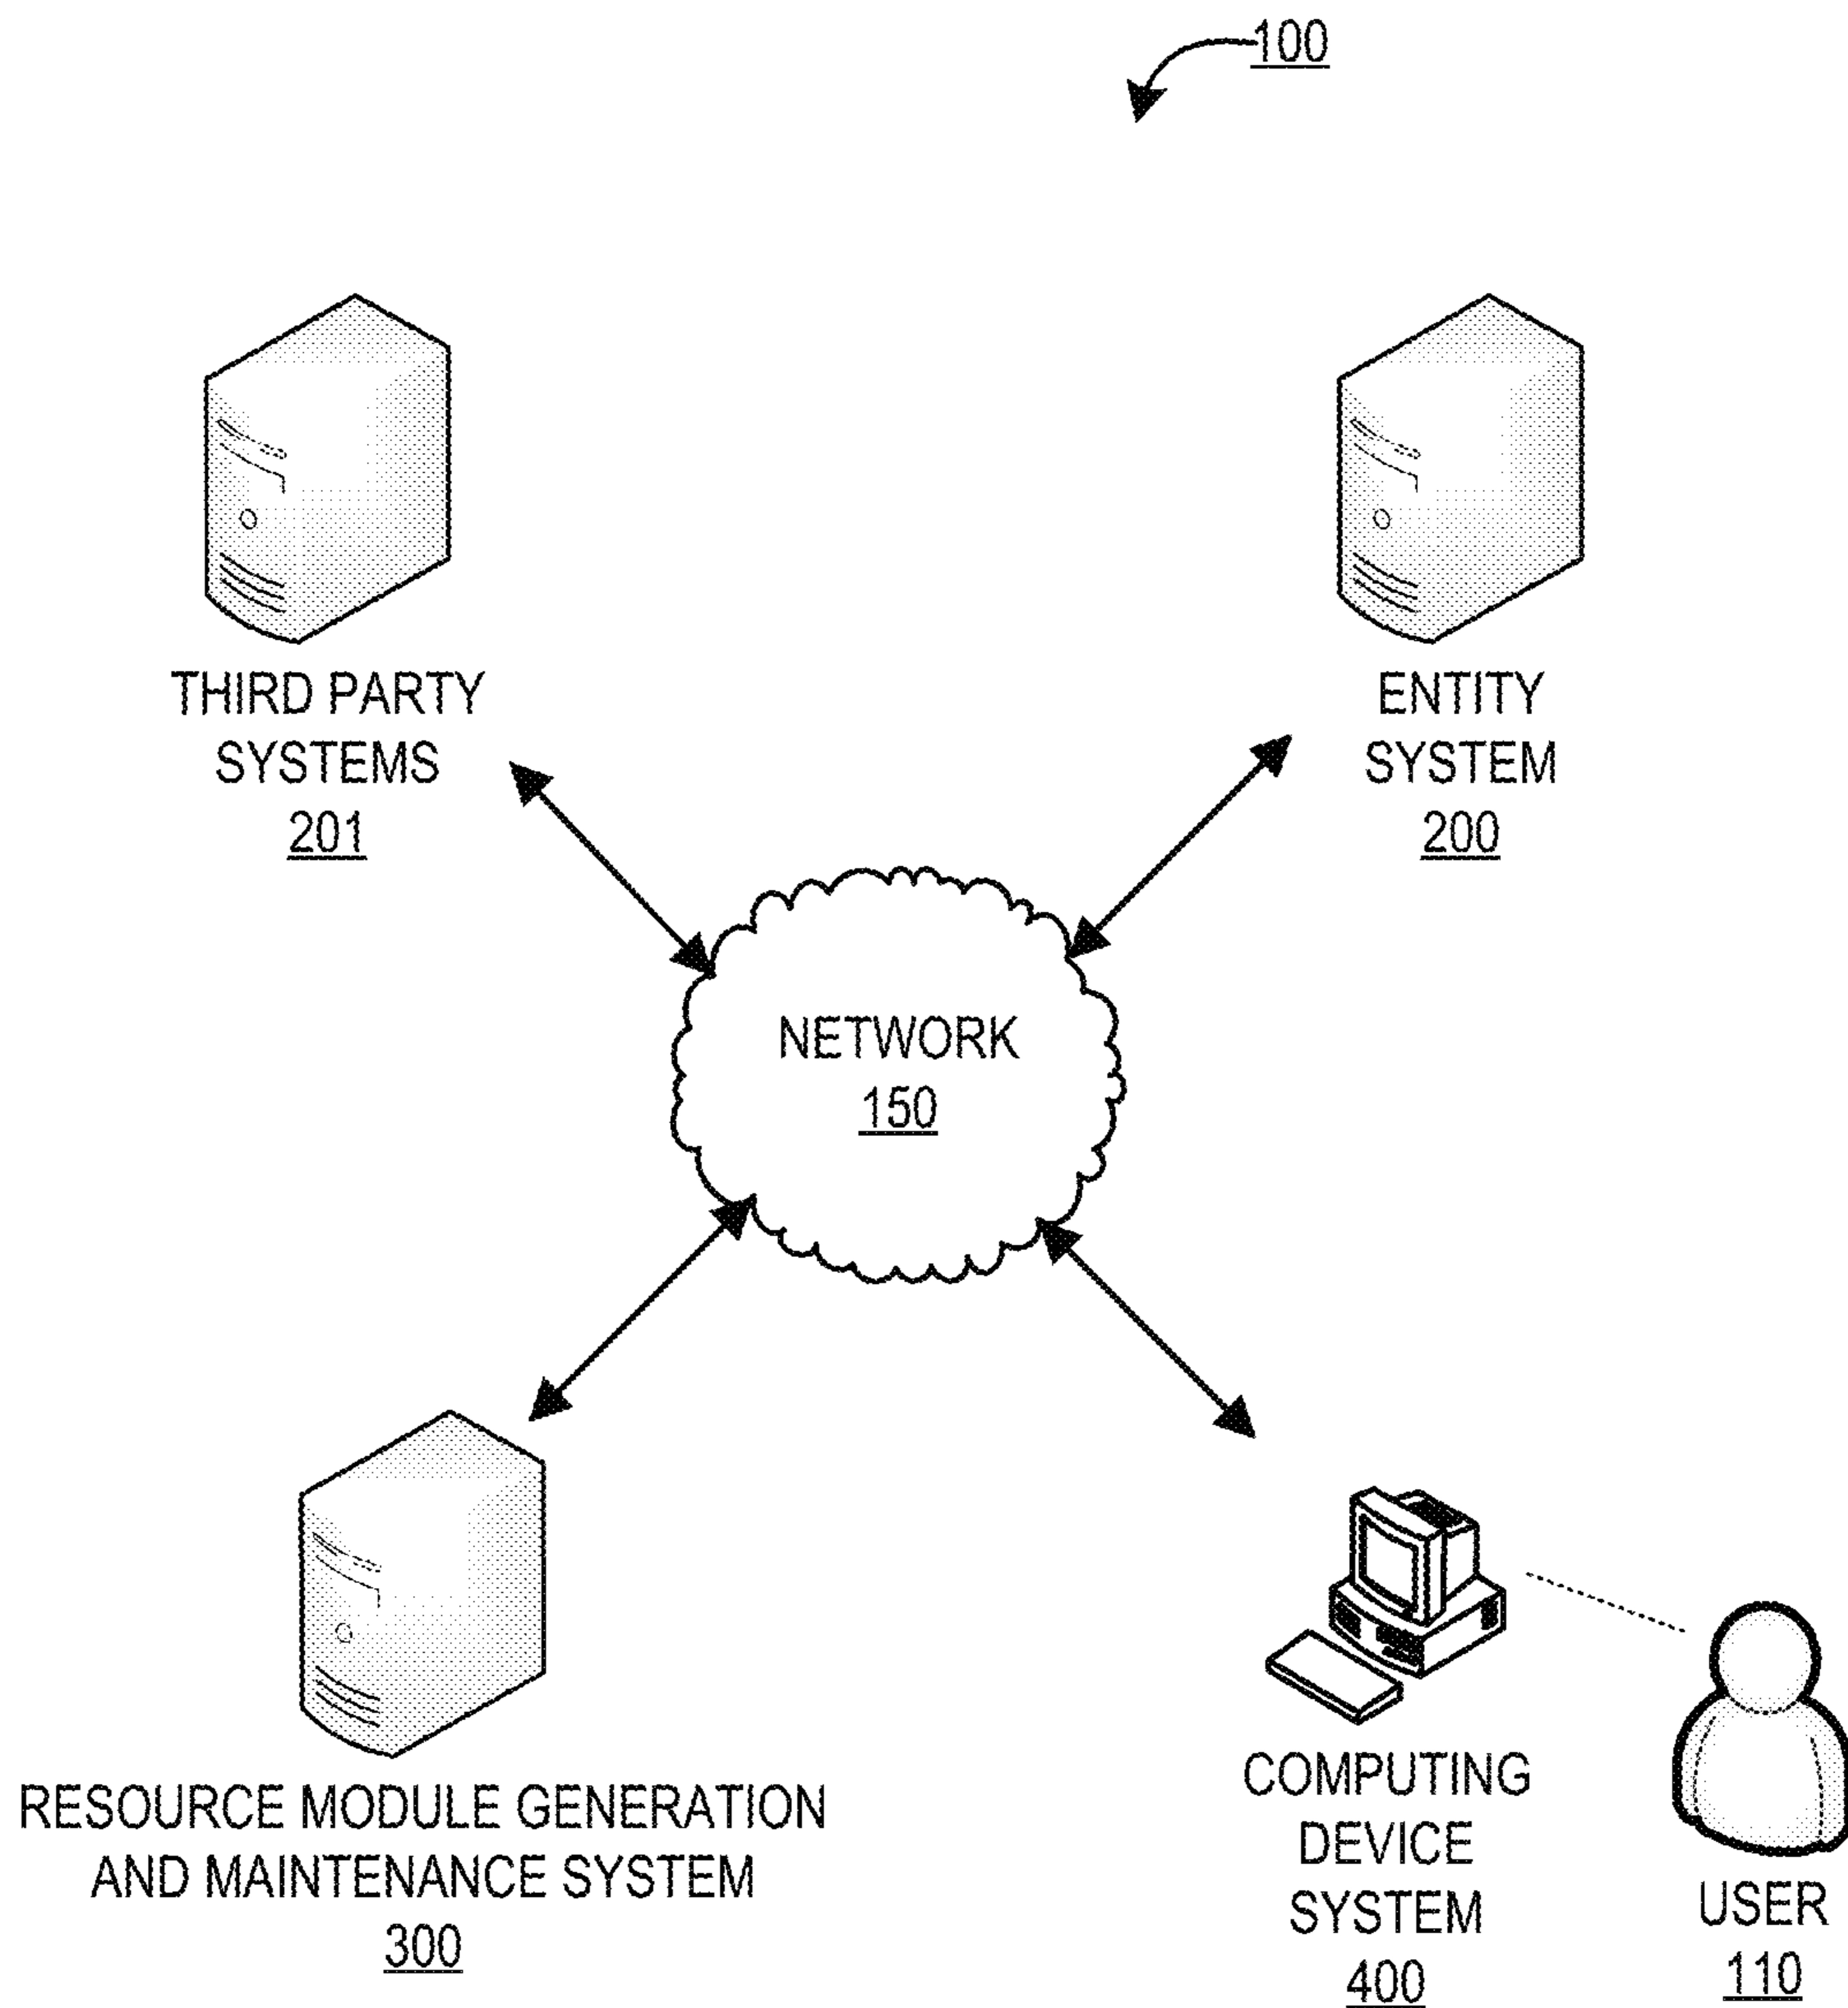 100
THIRD PARTY
SYSTEMS
201
ENTITY
SYSTEM
200
NETWORK
150
RESOURCE MODULE GENERATION
AND MAINTENANCE SYSTEM
300
COMPUTING
DEVICE
SYSTEM
400
USER
110